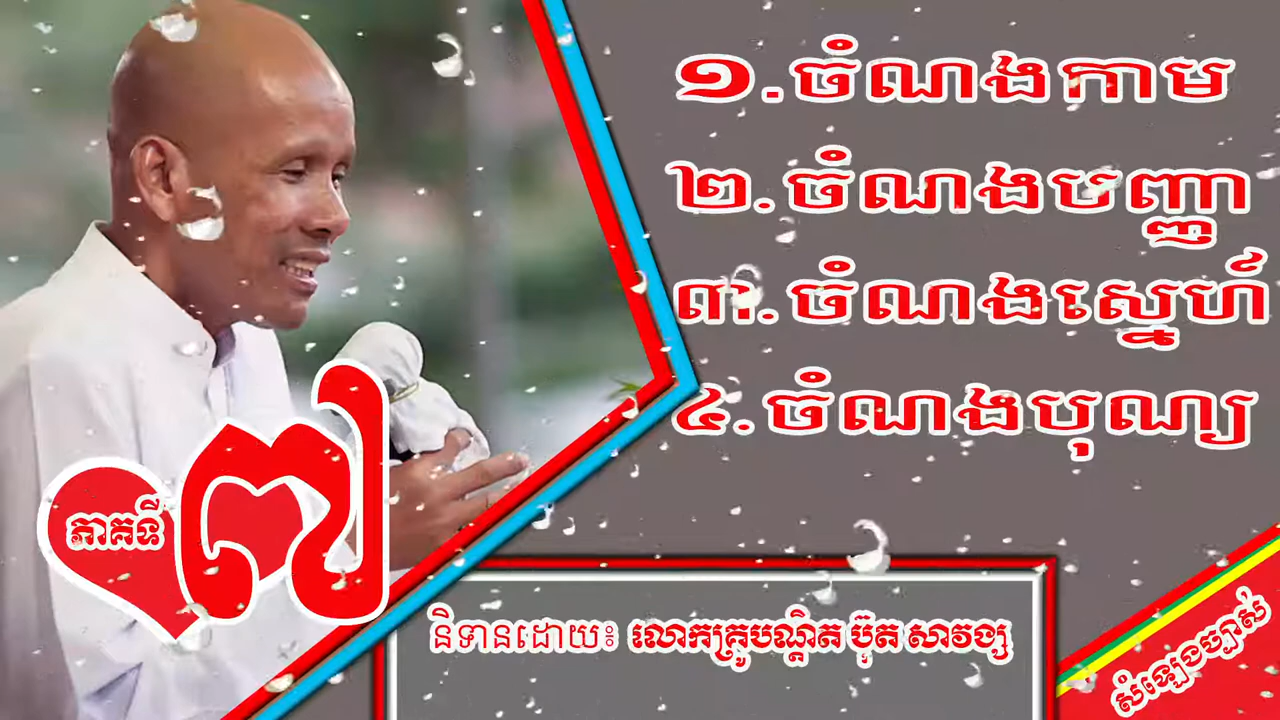 ១.ចំណងកាម
២.ចំណងបញ្ញា
៣.ចំណងស្នេហ៍
៤.ចំណងបុណ្យ
ភាគទី
៧
និទានដោយ៖ លោកគ្រូបណ្ឌិត ប៊ុត សាវង្ស
សំឡេងច្បាស់